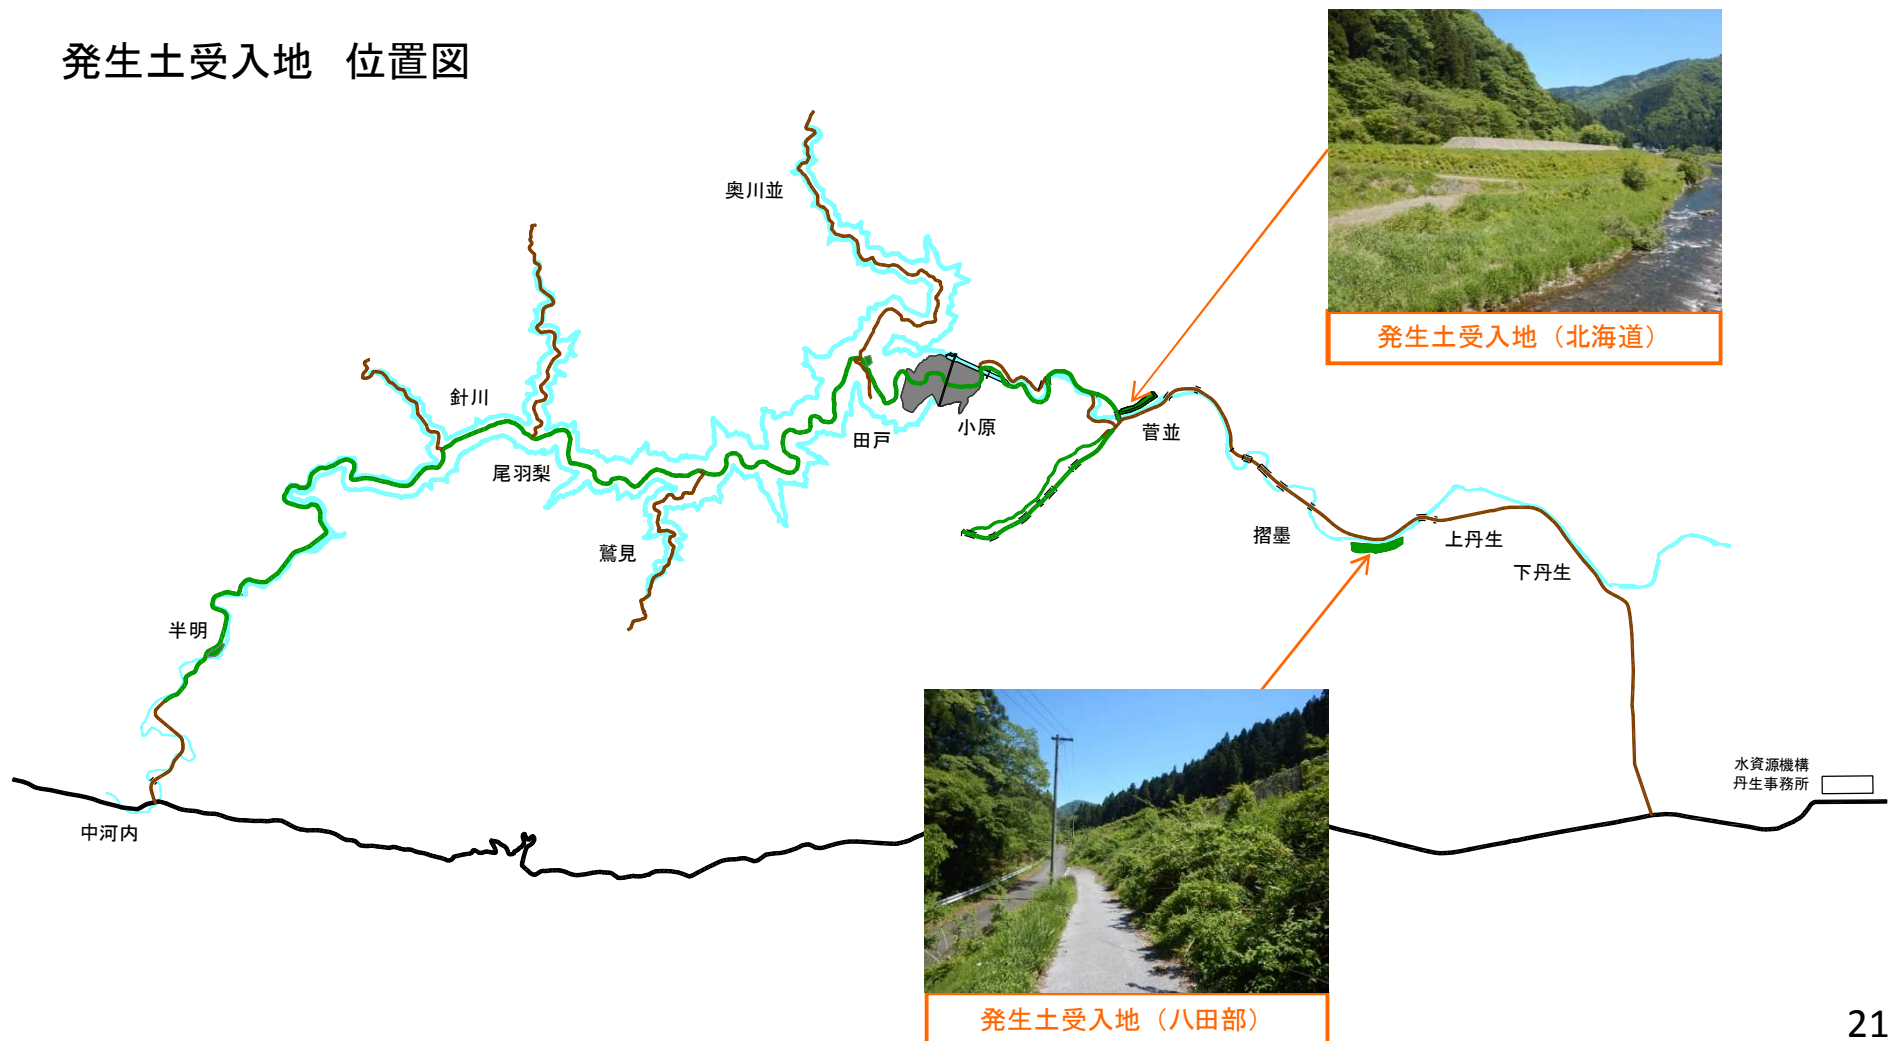 発生土受入地 位置図
奥川並
発生土受入地（北海道）
針川
尾羽梨
田戸
小原
菅並
鷲見
摺墨
上丹生
下丹生
半明
水資源機構
丹生事務所
中河内
発生土受入地（八田部）
21